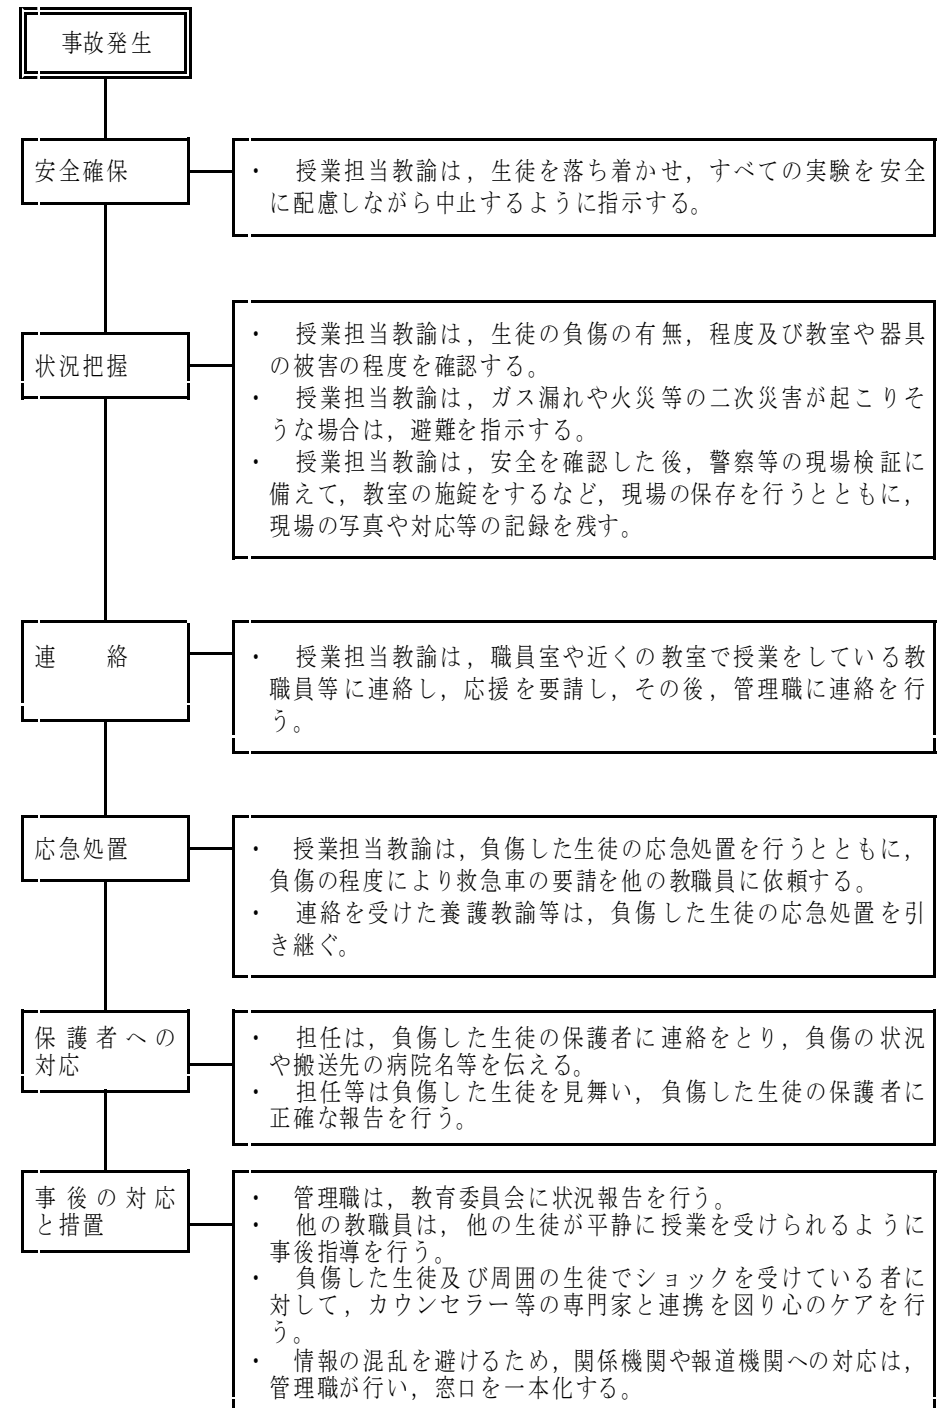 事故発生
安全確保
・ 授業担当教諭は，生徒を落ち着かせ，すべての実験を安全
に配慮しながら中止するように指示する。
状況把握
・ 授業担当教諭は，生徒の負傷の有無，程度及び教室や器具
の被害の程度を確認する。
・ 授業担当教諭は，ガス漏れや火災等の二次災害が起こりそ
うな場合は，避難を指示する。
・ 授業担当教諭は，安全を確認した後，警察等の現場検証に
備えて，教室の施錠をするなど，現場の保存を行うとともに，
現場の写真や対応等の記録を残す。
連　　絡
・ 授業担当教諭は，職員室や近くの教室で授業をしている教
職員等に連絡し，応援を要請し，その後，管理職に連絡を行
う。
応急処置
・ 授業担当教諭は，負傷した生徒の応急処置を行うとともに，
負傷の程度により救急車の要請を他の教職員に依頼する。
・ 連絡を受けた養護教諭等は，負傷した生徒の応急処置を引
き継ぐ。
保護者への
対応
・ 担任は，負傷した生徒の保護者に連絡をとり，負傷の状況
や搬送先の病院名等を伝える。
・ 担任等は負傷した生徒を見舞い，負傷した生徒の保護者に
正確な報告を行う。
事後の対応
と措置
・ 管理職は，教育委員会に状況報告を行う。
・ 他の教職員は，他の生徒が平静に授業を受けられるように
事後指導を行う。
・ 負傷した生徒及び周囲の生徒でショックを受けている者に
対して，カウンセラー等の専門家と連携を図り心のケアを行
う。
・ 情報の混乱を避けるため，関係機関や報道機関への対応は，
管理職が行い，窓口を一本化する。